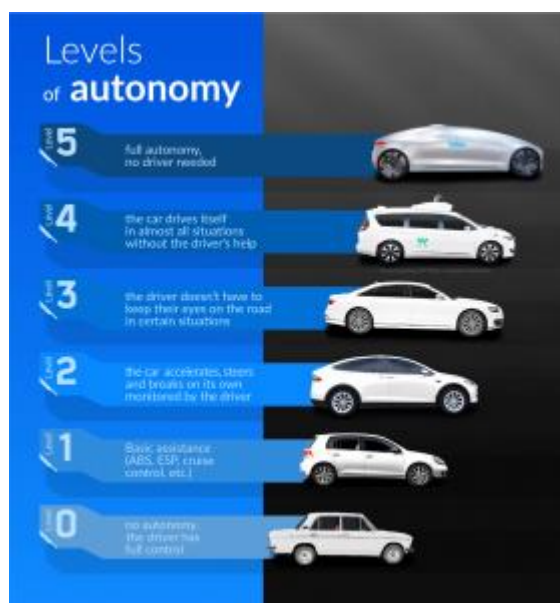 Levels
of autonomy
Level 5
full autonomy,
no driver needed
Level 4
the car drives itself
in almost all situations
without the driver's help
Level 3
the driver doesn't have to
keep their eyes on the road
in certain situations
Level 2
the car accelerates, steers
and breaks on its own
monitored by the driver
Level 1
Basic assistance
(ABS, ESP, cruise
control, etc.)
Level 0
no autonomy,
the driver has
full control